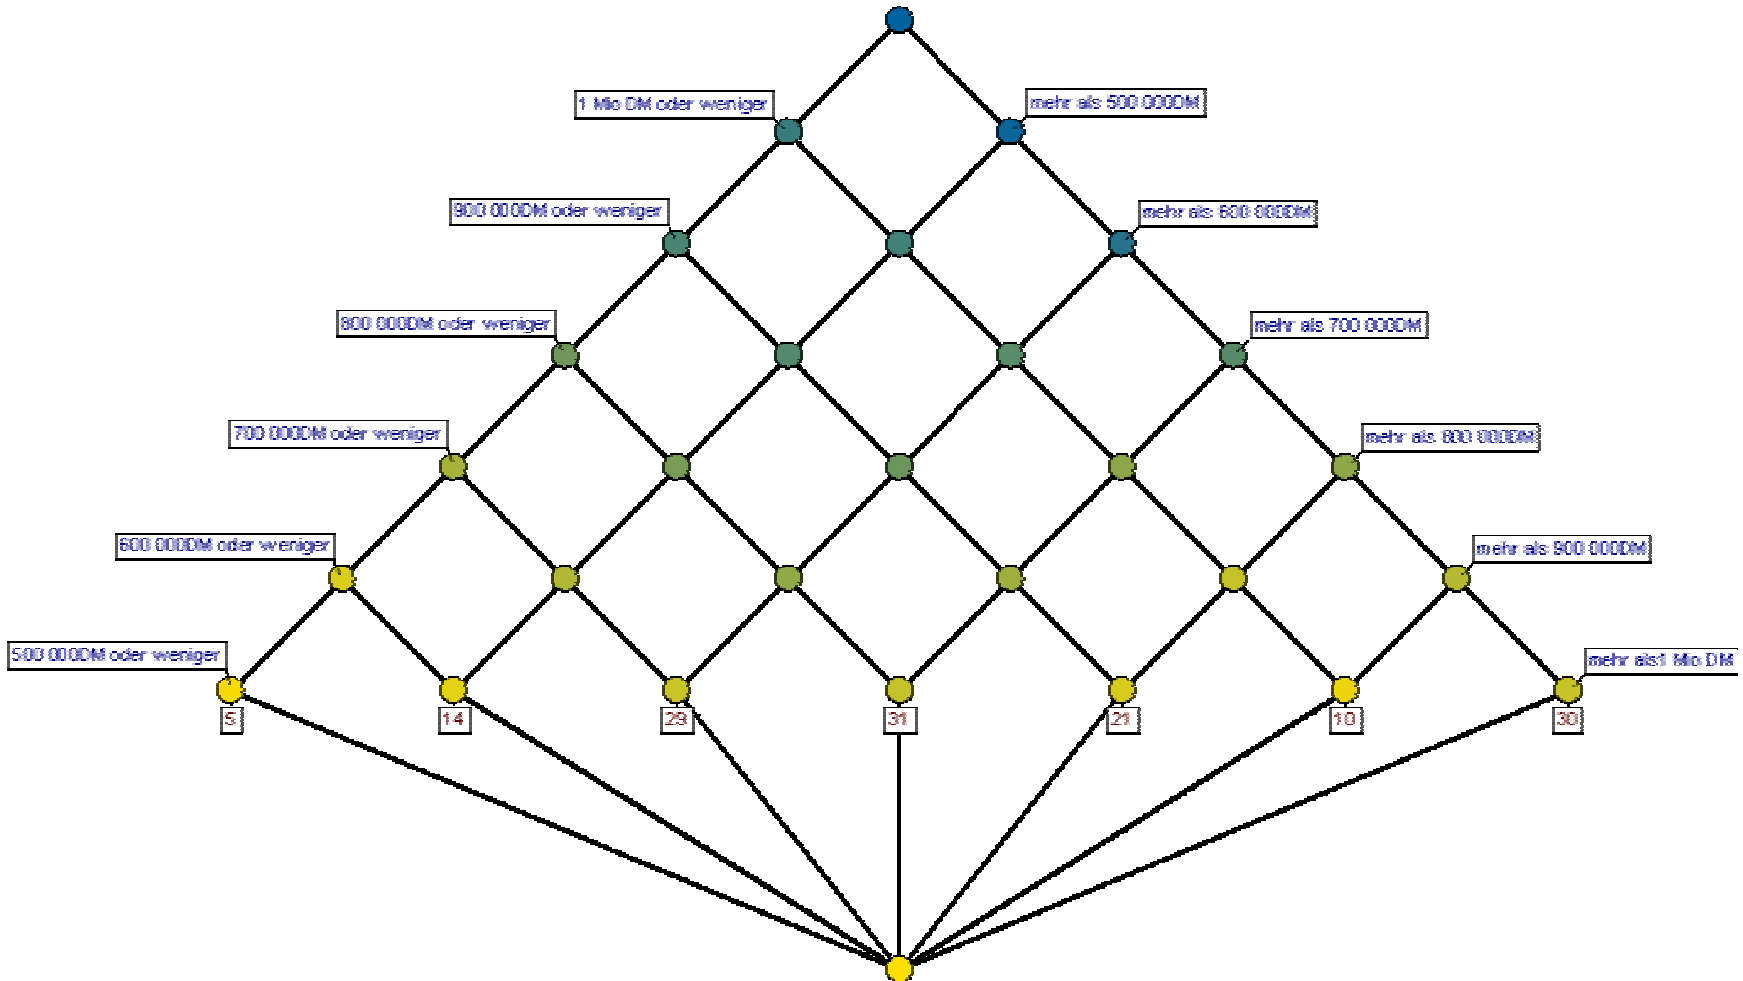 1 Mio DM oder weniger
mehr als 500 000DM
900 000DM oder weniger
mehr als 600 000DM
800 000DM oder weniger
mehr als 700 000DM
700 000DM oder weniger
mehr als 800 000DM
600 000DM oder weniger
mehr als 900 000DM
500 000DM oder weniger
mehr als1 Mio DM
5
14
29
31
21
10
30